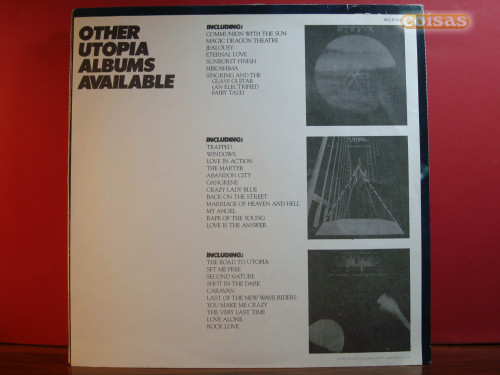 coisas
OTHER
UTOPIA
ALBUMS
AVAILABLE
INCLUDING:
COMMUNION WITH THE SUN
MAGIC DRAGON THEATRE
JEALOUSY
ETERNAL LOVE
SUNBURST FINISH
HIROSHIMA
SINGRING AND THE
GLASS GUITAR
(AN ELECTRIFIED
FAIRY TALE)
INCLUDING:
TRAPPED
WINDOWS
LOVE IN ACTION
THE MARTYR
ABANDON CITY
GANGRENE
CRAZY LADY BLUE
BACK ON THE STREET
MARRIAGE OF HEAVEN AND HELL
MY ANGEL
RAPE OF THE YOUNG
LOVE IS THE ANSWER
UTOPIA
INCLUDING:
THE ROAD TO UTOPIA
SET ME FREE
SECOND NATURE
SHOT IN THE DARK
CARAVAN
LAST OF THE NEW WAVE RIDERS
YOU MAKE ME CRAZY
THE VERY LAST TIME
LOVE ALONE
ROCK LOVE